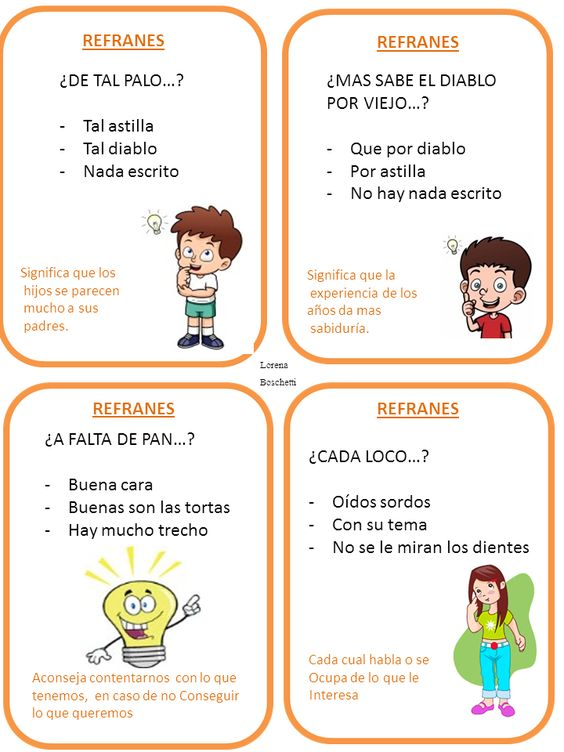 REFRANES
¿DE TAL PALO...?
- Tal astilla
- Tal diablo
- Nada escrito
Significa que los
hijos se parecen
mucho a sus
padres.
REFRANES
¿MAS SABE EL DIABLO
POR VIEJO...?
- Que por diablo
- Por astilla
- No hay nada escrito
Significa que la
experiencia de los
años da mas
sabiduría.
Lorena
Boschetti
REFRANES
¿A FALTA DE PAN...?
- Buena cara
- Buenas son las tortas
- Hay mucho trecho
Aconseja contentarnos con lo que
tenemos, en caso de no Conseguir
lo que queremos
REFRANES
¿CADA LOCO...?
- Oídos sordos
- Con su tema
- No se le miran los dientes
Cada cual habla o se
Ocupa de lo que le
Interesa